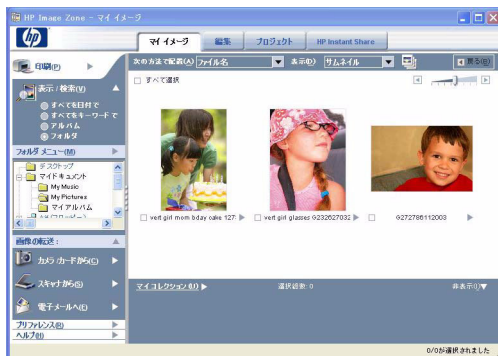 HP Image Zone - マイ イメージ
hp
マイ イメージ
編集
プロジェクト
HP Instant Share
印刷(P)
次の方法で配列(A) ファイル名
表示(D) サムネイル
戻る(B)
すべて選択
表示/検索(V)
すべてを日付で
すべてをキーワードで
アルバム
フォルダ
フォルダ メニュー(M)
デスクトップ
マイドキュメント
My Music
My Pictures
マイアルバム
vert girl mom bday cake 127
vert girl glasses G232627032
G272786112003
画像の転送:
カメラ/カードから(C)
スキャナから(S)
電子メールへ(E)
マイコレクション(U)
選択総数: 0
非表示(I)
プリファレンス(R)
ヘルプ(H)
0/0が選択されました